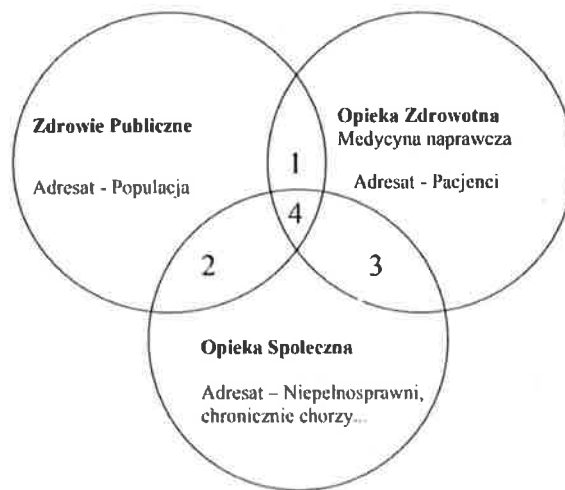 Zdrowie Publiczne
Adresat - Populacja
Opieka Zdrowotna
Medycyna naprawcza
Adresat - Pacjenci
1
4
2
3
Opieka Społeczna
Adresat – Niepełnosprawni,
chronicznie chorzy...